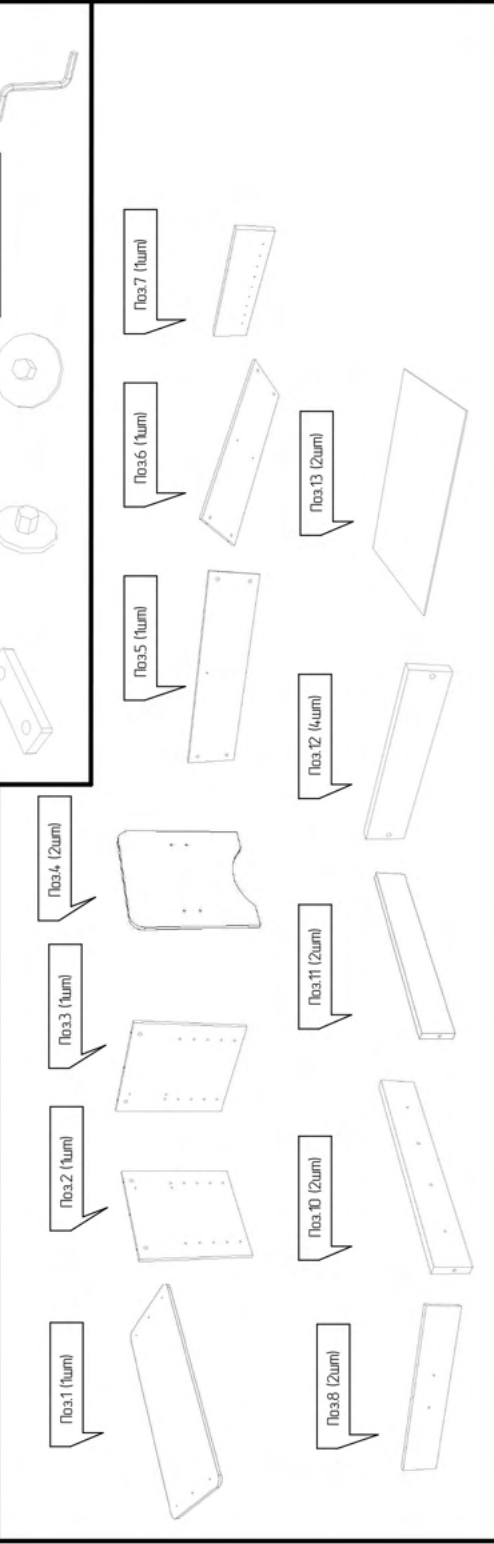 Поз.1 (1шт)
Поз.2 (1шт)
Поз.3 (1шт)
Поз.4 (2шт)
Поз.5 (1шт)
Поз.6 (1шт)
Поз.7 (1шт)
Поз.8 (2шт)
Поз.10 (2шт)
Поз.11 (2шт)
Поз.12 (4шт)
Поз.13 (2шт)